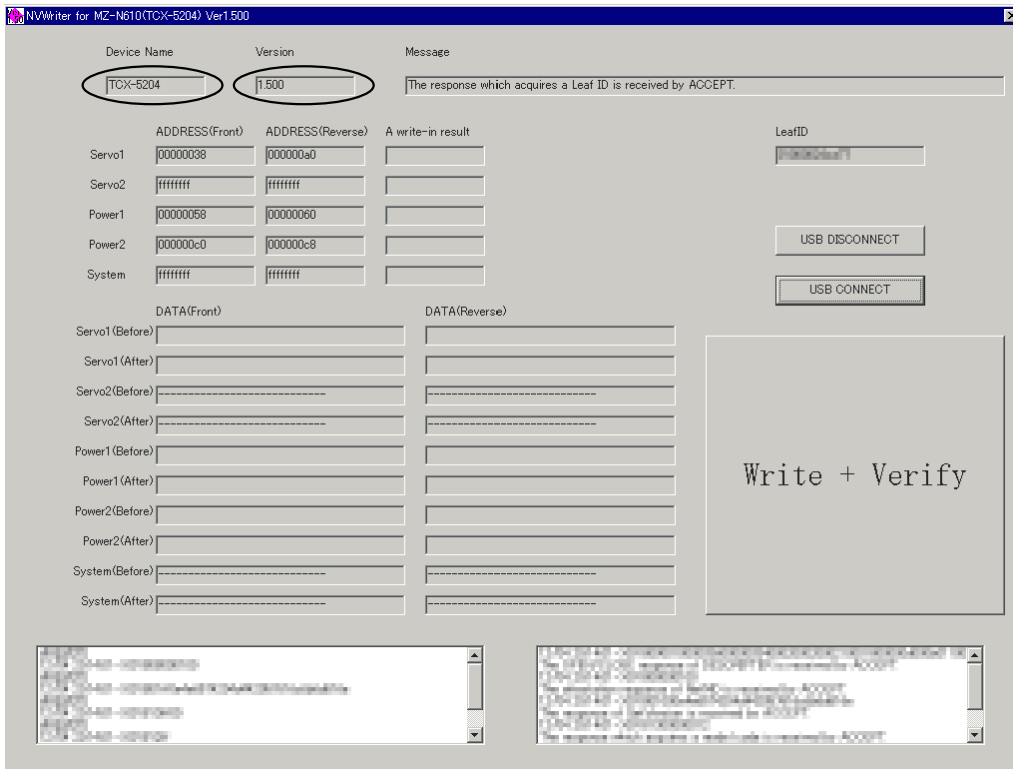 NVWriter for MZ-N610(TCX-5204) Ver1.500
Device Name Version Message
TCX-5204 1.500 The response which acquires a Leaf ID is received by ACCEPT.
ADDRESS(Front) ADDRESS(Reverse) A write-in result LeafID
Servo1 00000038 000000a0
Servo2 ffffffff ffffffff
Power1 00000058 00000060
Power2 000000c0 000000c8
System ffffffff ffffffff
USB DISCONNECT
USB CONNECT
DATA(Front) DATA(Reverse)
Servo1(Before)
Servo1(After)
Servo2(Before) ---------------------------- ----------------------------
Servo2(After) ---------------------------- ----------------------------
Power1(Before)
Power1(After)
Power2(Before)
Power2(After)
System(Before) ---------------------------- ----------------------------
System(After) ---------------------------- ----------------------------
Write + Verify